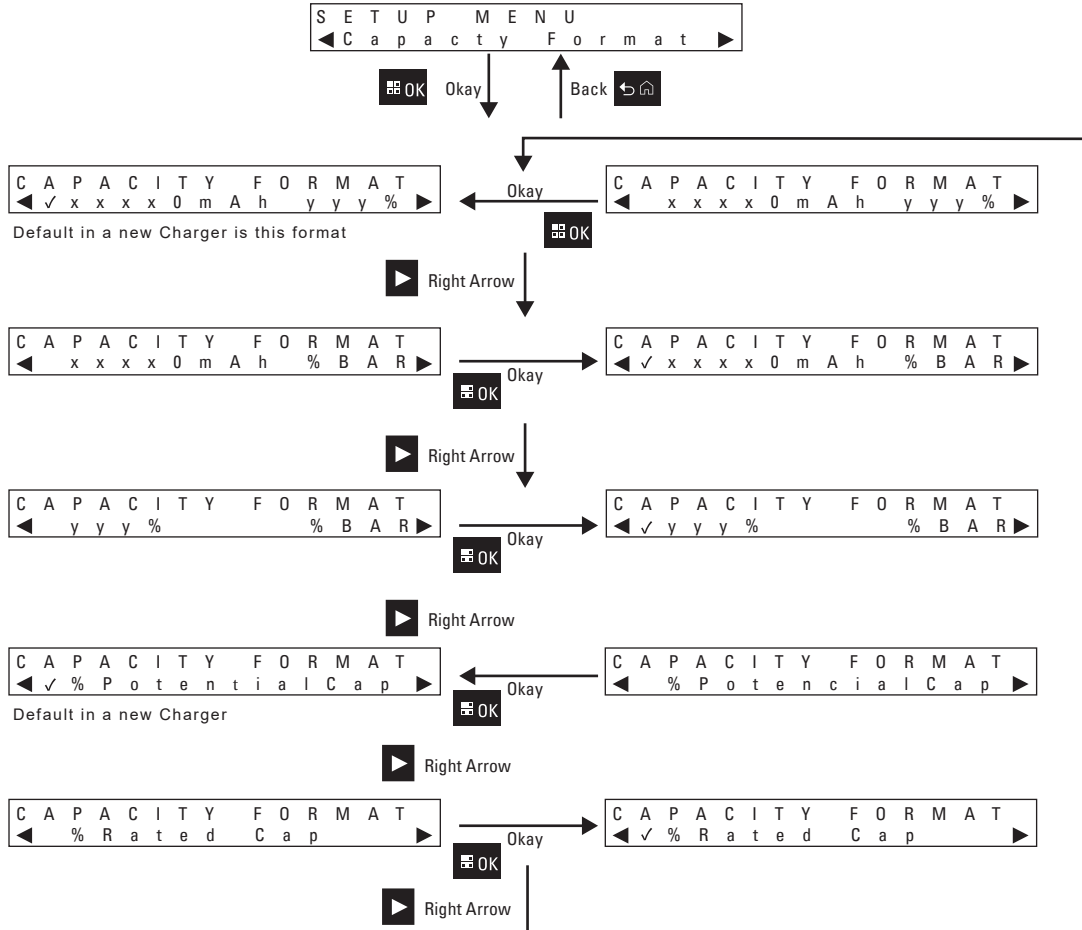 SETUP MENU
◀Capacty Format ▶
OK Okay Back
CAPACITY FORMAT
◀✓xxxx0mAh yyy%▶
Default in a new Charger is this format
Okay
OK
CAPACITY FORMAT
◀ xxxx0mAh yyy%▶
Right Arrow
CAPACITY FORMAT
◀ xxxx0mAh %BAR▶
Okay
OK
CAPACITY FORMAT
◀✓xxxx0mAh %BAR▶
Right Arrow
CAPACITY FORMAT
◀ yyy% %BAR▶
Okay
OK
CAPACITY FORMAT
◀✓yyy% %BAR▶
Right Arrow
CAPACITY FORMAT
◀✓%PotentialCap ▶
Default in a new Charger
Okay
OK
CAPACITY FORMAT
◀ %PotencialCap ▶
Right Arrow
CAPACITY FORMAT
◀ %Rated Cap ▶
Okay
OK
CAPACITY FORMAT
◀✓%Rated Cap ▶
Right Arrow